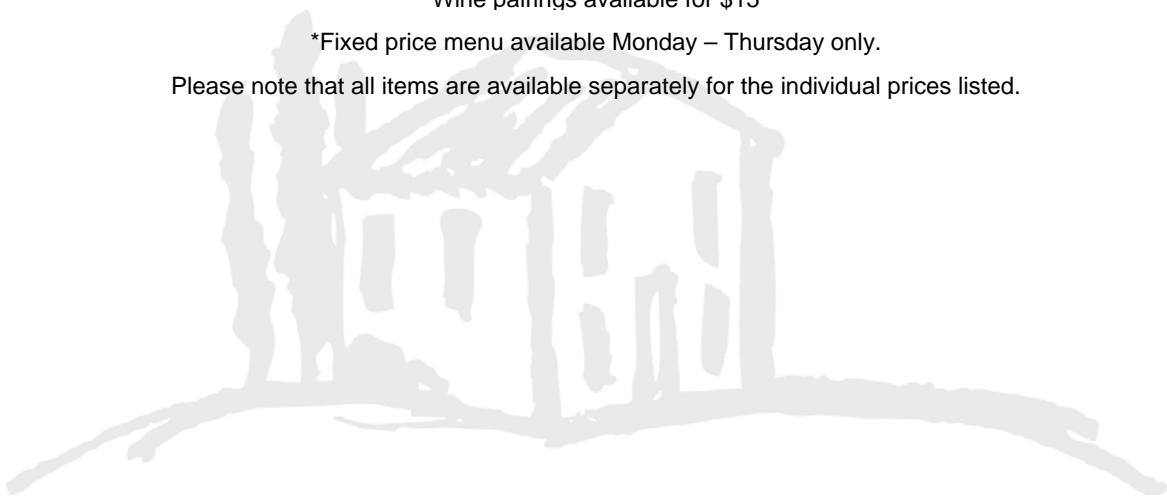 Wine pairings available for $15
*Fixed price menu available Monday – Thursday only.
Please note that all items are available separately for the individual prices listed.